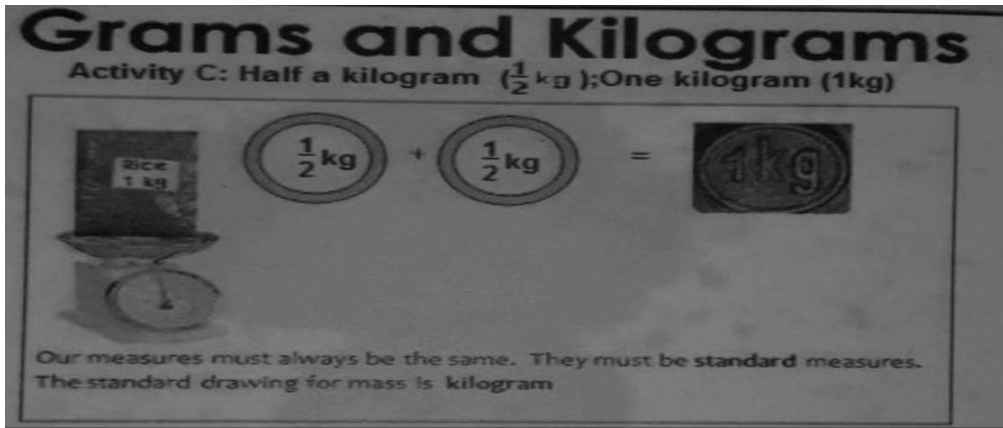 Grams and Kilograms
Activity C: Half a kilogram (½ kg );One kilogram (1kg)
Rice
1 kg
½ kg + ½ kg = 1kg
Our measures must always be the same. They must be standard measures.
The standard drawing for mass is kilogram